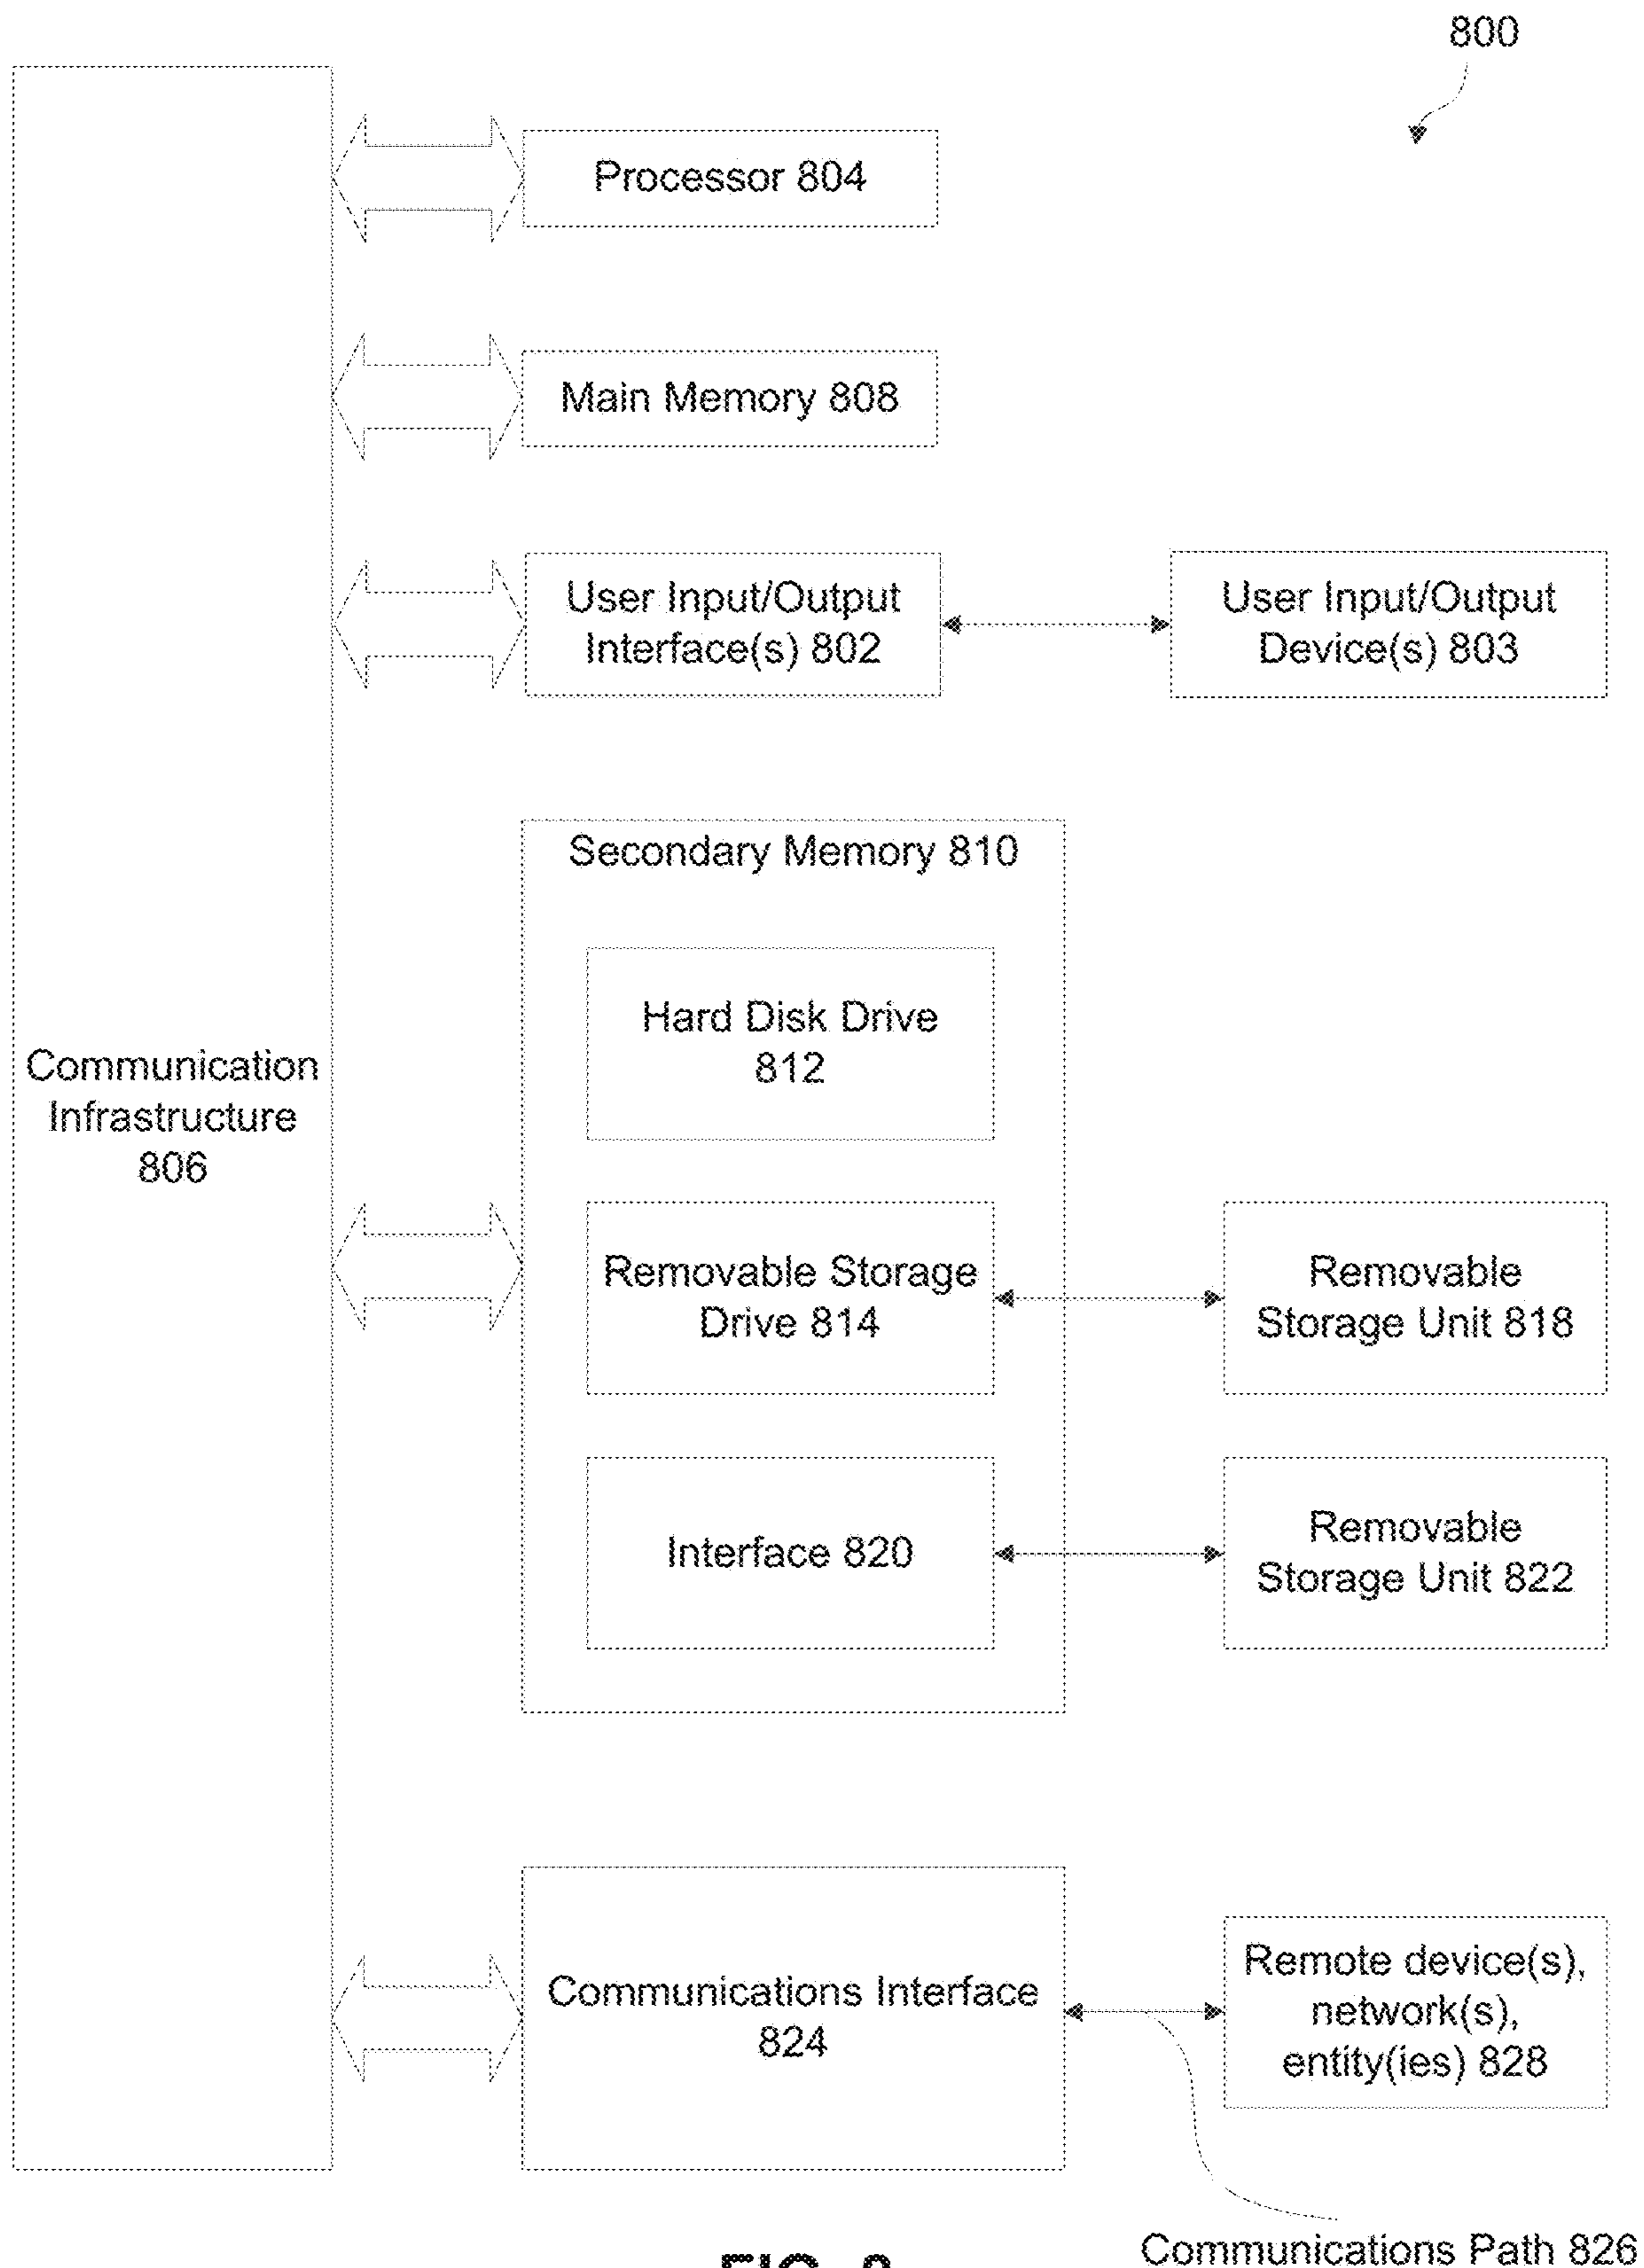 800
Processor 804
Main Memory 808
User Input/Output
Interface(s) 802
User Input/Output
Device(s) 803
Secondary Memory 810
Hard Disk Drive
812
Communication
Infrastructure
806
Removable Storage
Drive 814
Removable
Storage Unit 818
Interface 820
Removable
Storage Unit 822
Communications Interface
824
Remote device(s),
network(s),
entity(ies) 828
Communications Path 826
FIG.